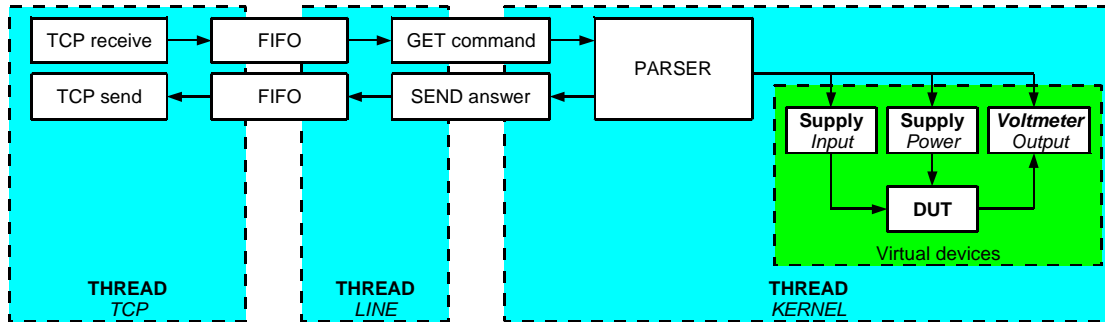 TCP receive
FIFO
GET command
PARSER
TCP send
FIFO
SEND answer
Supply
Input
Supply
Power
Voltmeter
Output
DUT
Virtual devices
THREAD
TCP
THREAD
LINE
THREAD
KERNEL